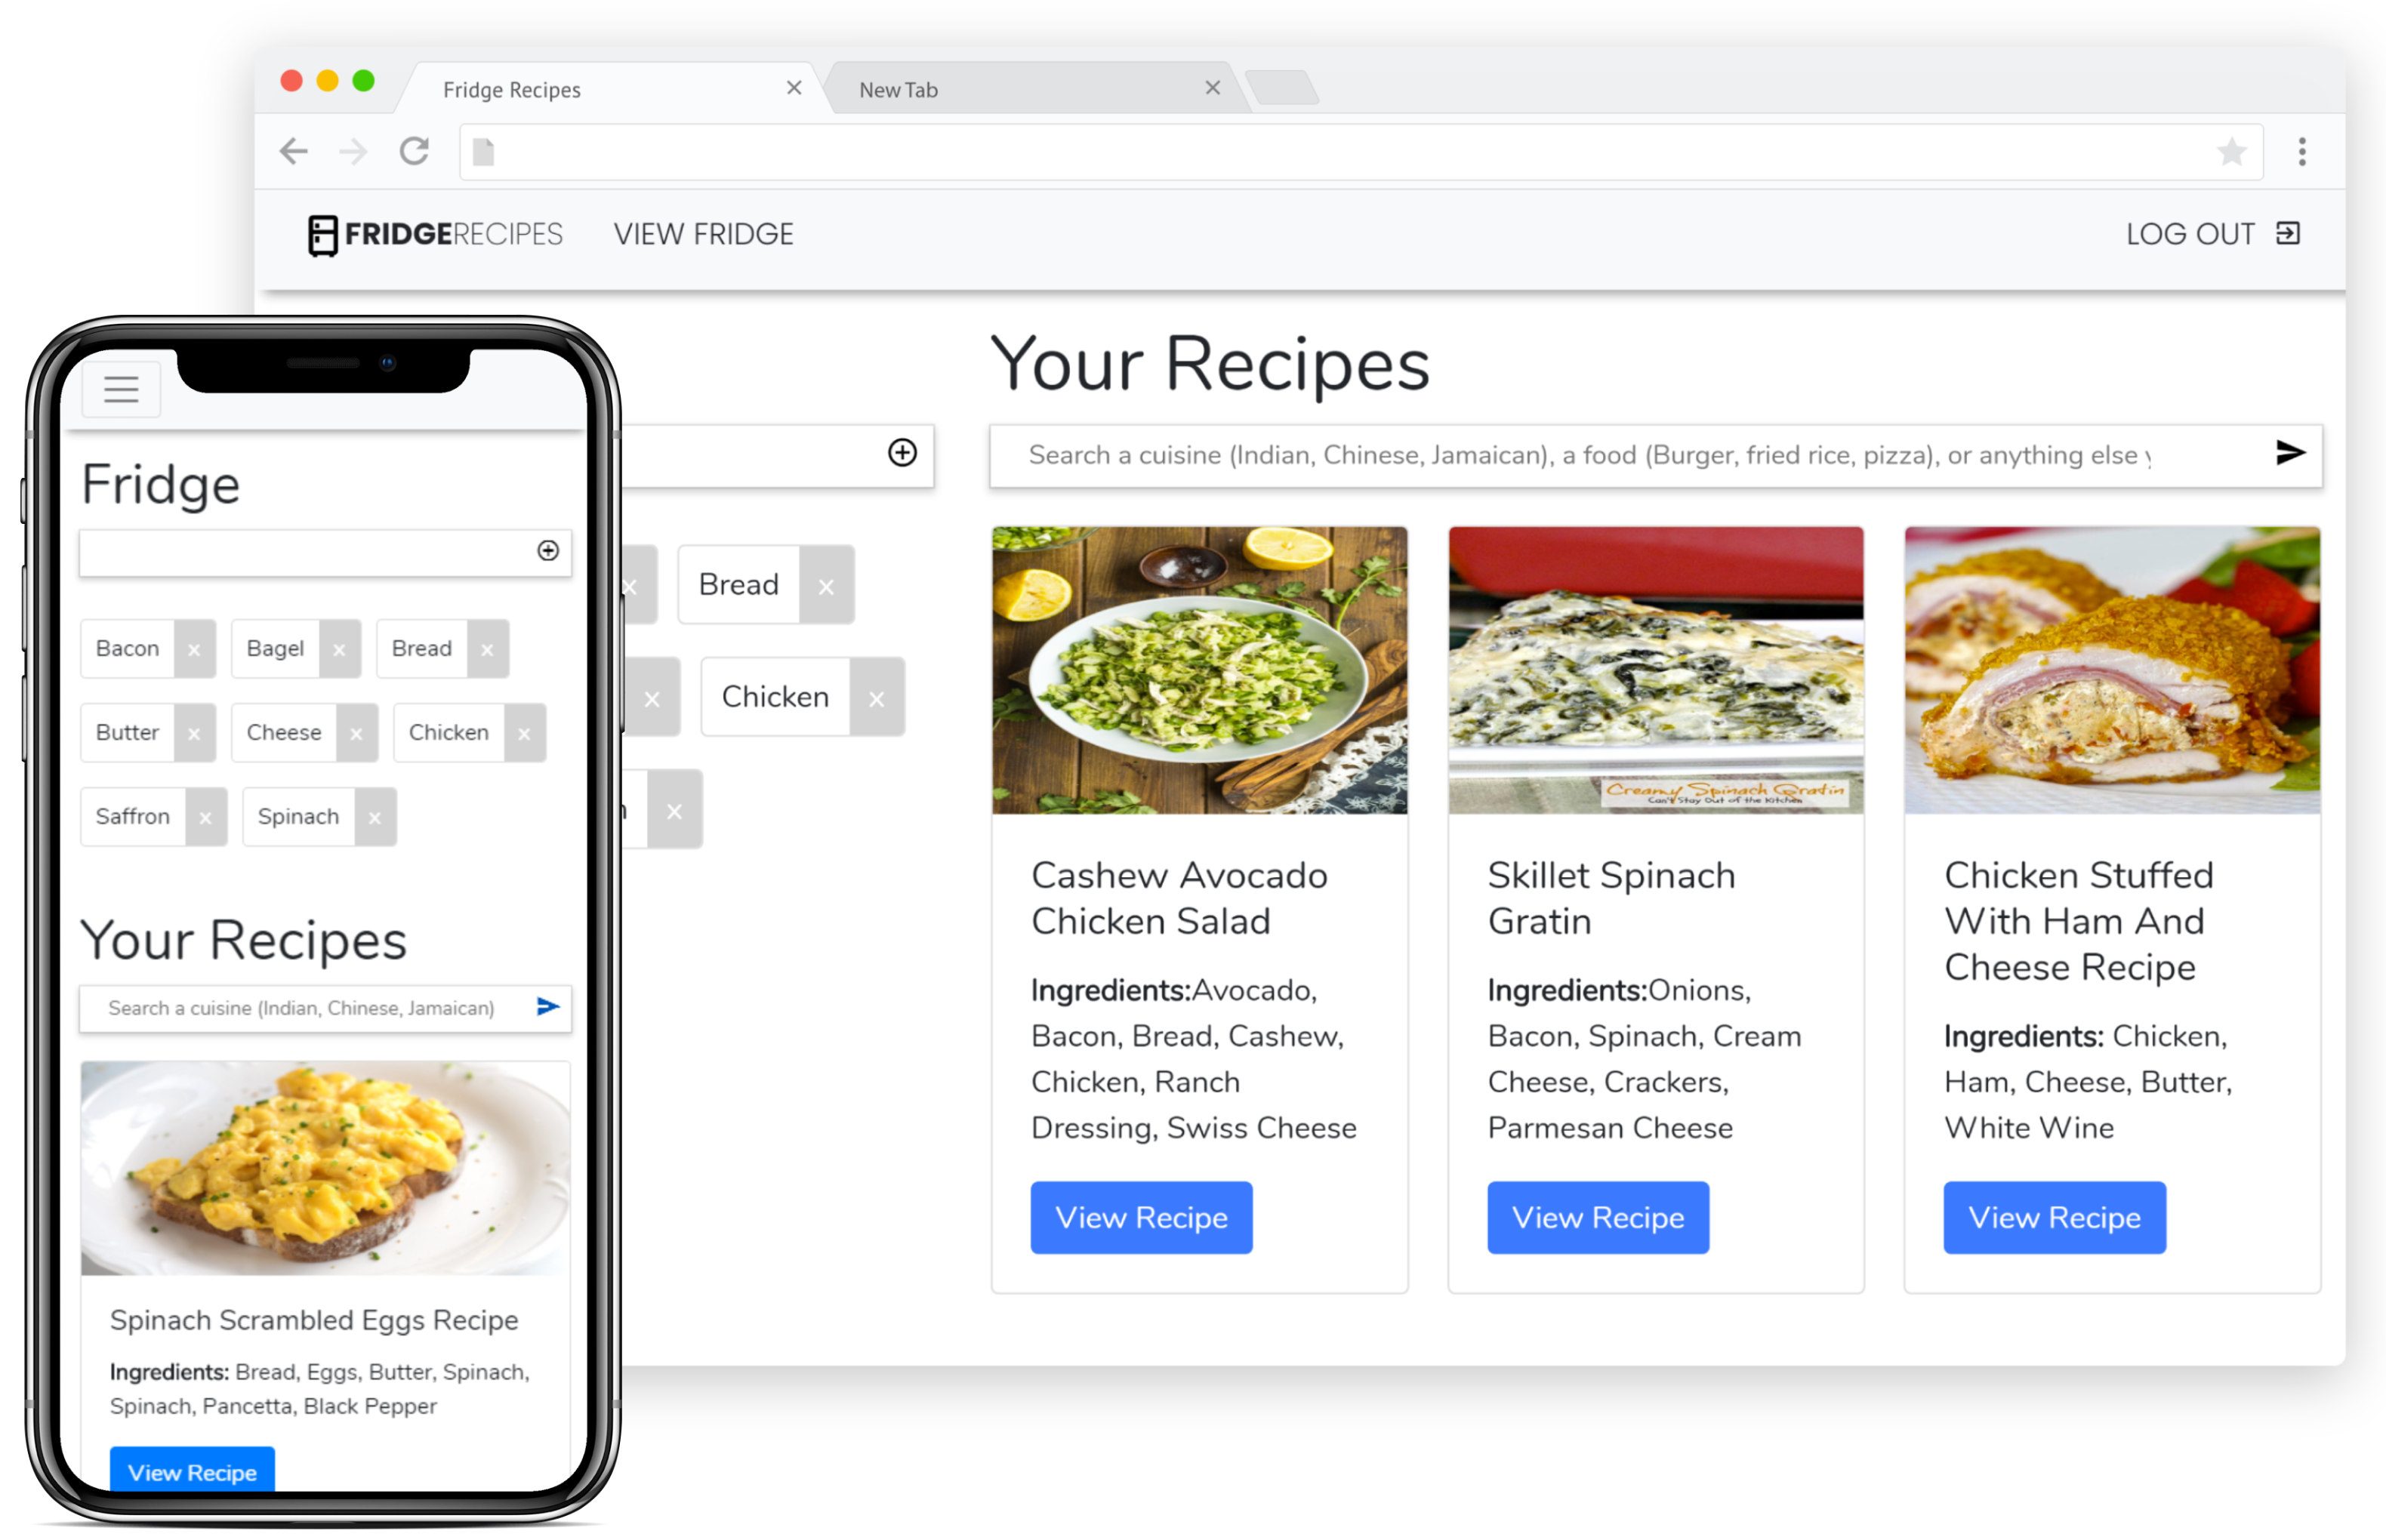 Fridge Recipes
New Tab
FRIDGERECIPES
VIEW FRIDGE
LOG OUT
Your Recipes
Search a cuisine (Indian, Chinese, Jamaican), a food (Burger, fried rice, pizza), or anything else
x
Bread x
x
Chicken x
x
Creamy Spinach Gratin
Can't Stay Out of the Kitchen
Cashew Avocado
Chicken Salad
Ingredients:Avocado,
Bacon, Bread, Cashew,
Chicken, Ranch
Dressing, Swiss Cheese
View Recipe
Skillet Spinach
Gratin
Ingredients:Onions,
Bacon, Spinach, Cream
Cheese, Crackers,
Parmesan Cheese
View Recipe
Chicken Stuffed
With Ham And
Cheese Recipe
Ingredients: Chicken,
Ham, Cheese, Butter,
White Wine
View Recipe
Fridge
Bacon x Bagel x Bread x
Butter x Cheese x Chicken x
Saffron x Spinach x
Your Recipes
Search a cuisine (Indian, Chinese, Jamaican)
Spinach Scrambled Eggs Recipe
Ingredients: Bread, Eggs, Butter, Spinach,
Spinach, Pancetta, Black Pepper
View Recipe